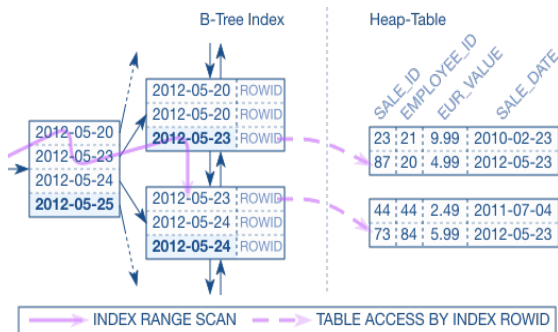 B-Tree Index
Heap-Table
SALE_ID
EMPLOYEE_ID
EUR_VALUE
SALE_DATE
2012-05-20
2012-05-23
2012-05-24
2012-05-25
2012-05-20 ROWID
2012-05-20 ROWID
2012-05-23 ROWID
2012-05-23 ROWID
2012-05-24 ROWID
2012-05-24 ROWID
23 21 9.99 2010-02-23
87 20 4.99 2012-05-23
44 44 2.49 2011-07-04
73 84 5.99 2012-05-23
INDEX RANGE SCAN
TABLE ACCESS BY INDEX ROWID